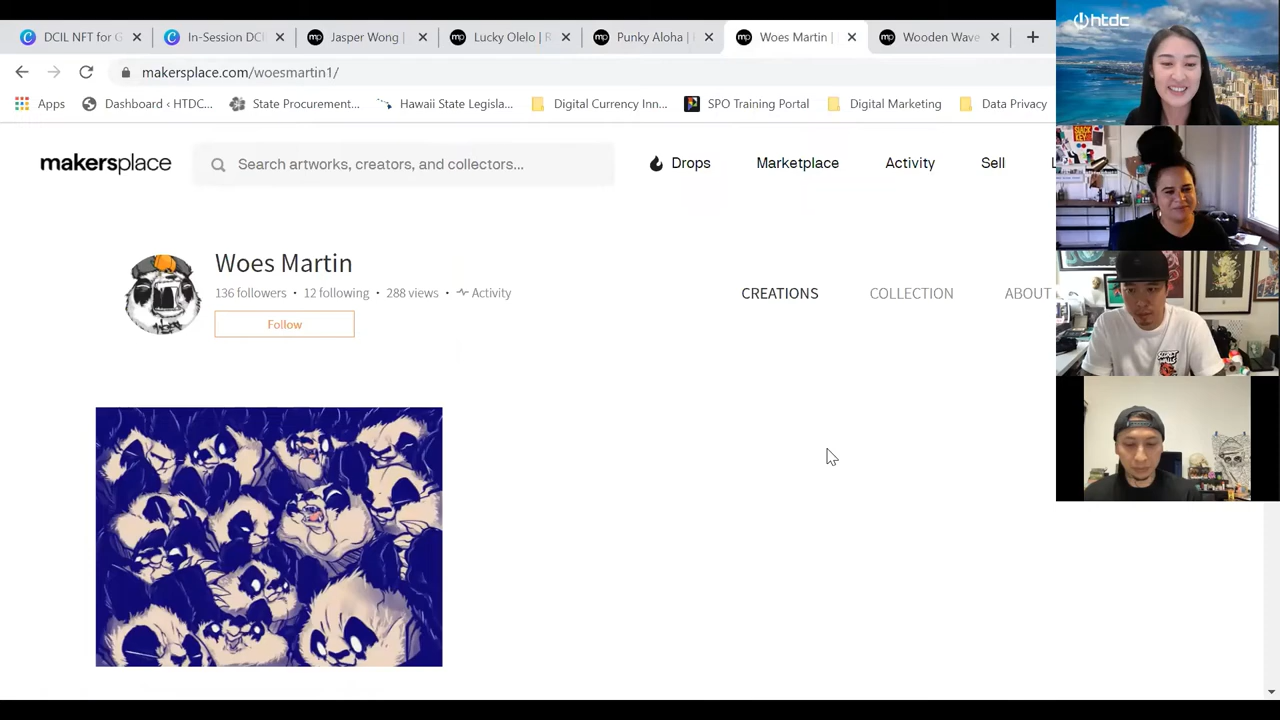 DCIL NFT for G
In-Session DCI
Jasper Wong
Lucky Olelo | R
Punky Aloha |
Woes Martin |
Wooden Wave
makersplace.com/woesmartin1/
Apps
Dashboard ‹ HTDC...
State Procurement...
Hawaii State Legisla...
Digital Currency Inn...
SPO Training Portal
Digital Marketing
Data Privacy
makersplace
Search artworks, creators, and collectors...
Drops
Marketplace
Activity
Sell
Woes Martin
136 followers • 12 following • 288 views • Activity
Follow
CREATIONS
COLLECTION
ABOUT
htdc
SLACK
KEY